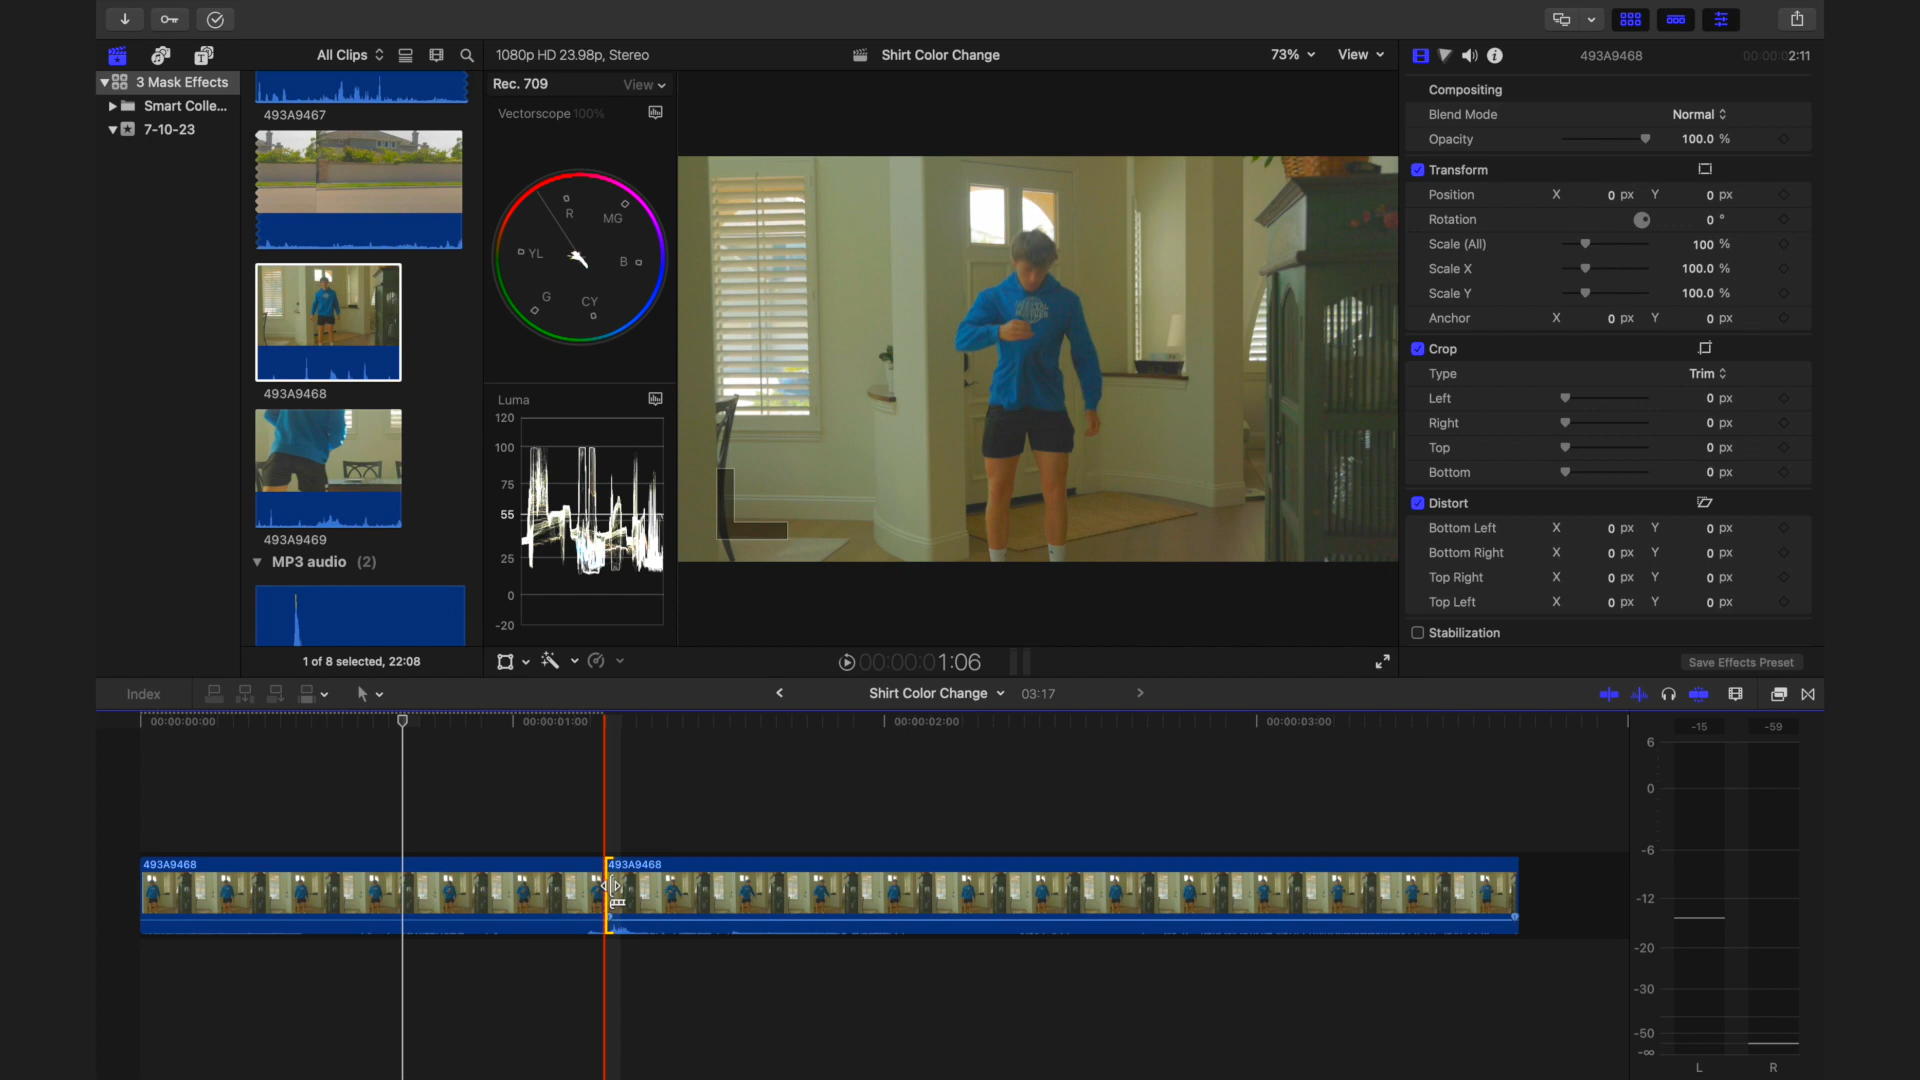 All Clips
1080p HD 23.98p, Stereo
Shirt Color Change
73%
View
493A9468
00:00:02:11
3 Mask Effects
Smart Colle...
7-10-23
493A9467
493A9468
493A9469
MP3 audio (2)
1 of 8 selected, 22:08
Rec. 709
View
Vectorscope 100%
R
MG
YL
B
G
CY
Luma
120
100
75
55
25
0
-20
Compositing
Blend Mode
Normal
Opacity
100.0 %
Transform
Position X 0 px Y 0 px
Rotation 0 °
Scale (All) 100 %
Scale X 100.0 %
Scale Y 100.0 %
Anchor X 0 px Y 0 px
Crop
Type Trim
Left 0 px
Right 0 px
Top 0 px
Bottom 0 px
Distort
Bottom Left X 0 px Y 0 px
Bottom Right X 0 px Y 0 px
Top Right X 0 px Y 0 px
Top Left X 0 px Y 0 px
Stabilization
Save Effects Preset
00:00:01:06
Index
Shirt Color Change
03:17
00:00:00:00
00:00:01:00
00:00:02:00
00:00:03:00
493A9468
493A9468
-15
-59
6
0
-6
-12
-20
-30
-50
-∞
L
R